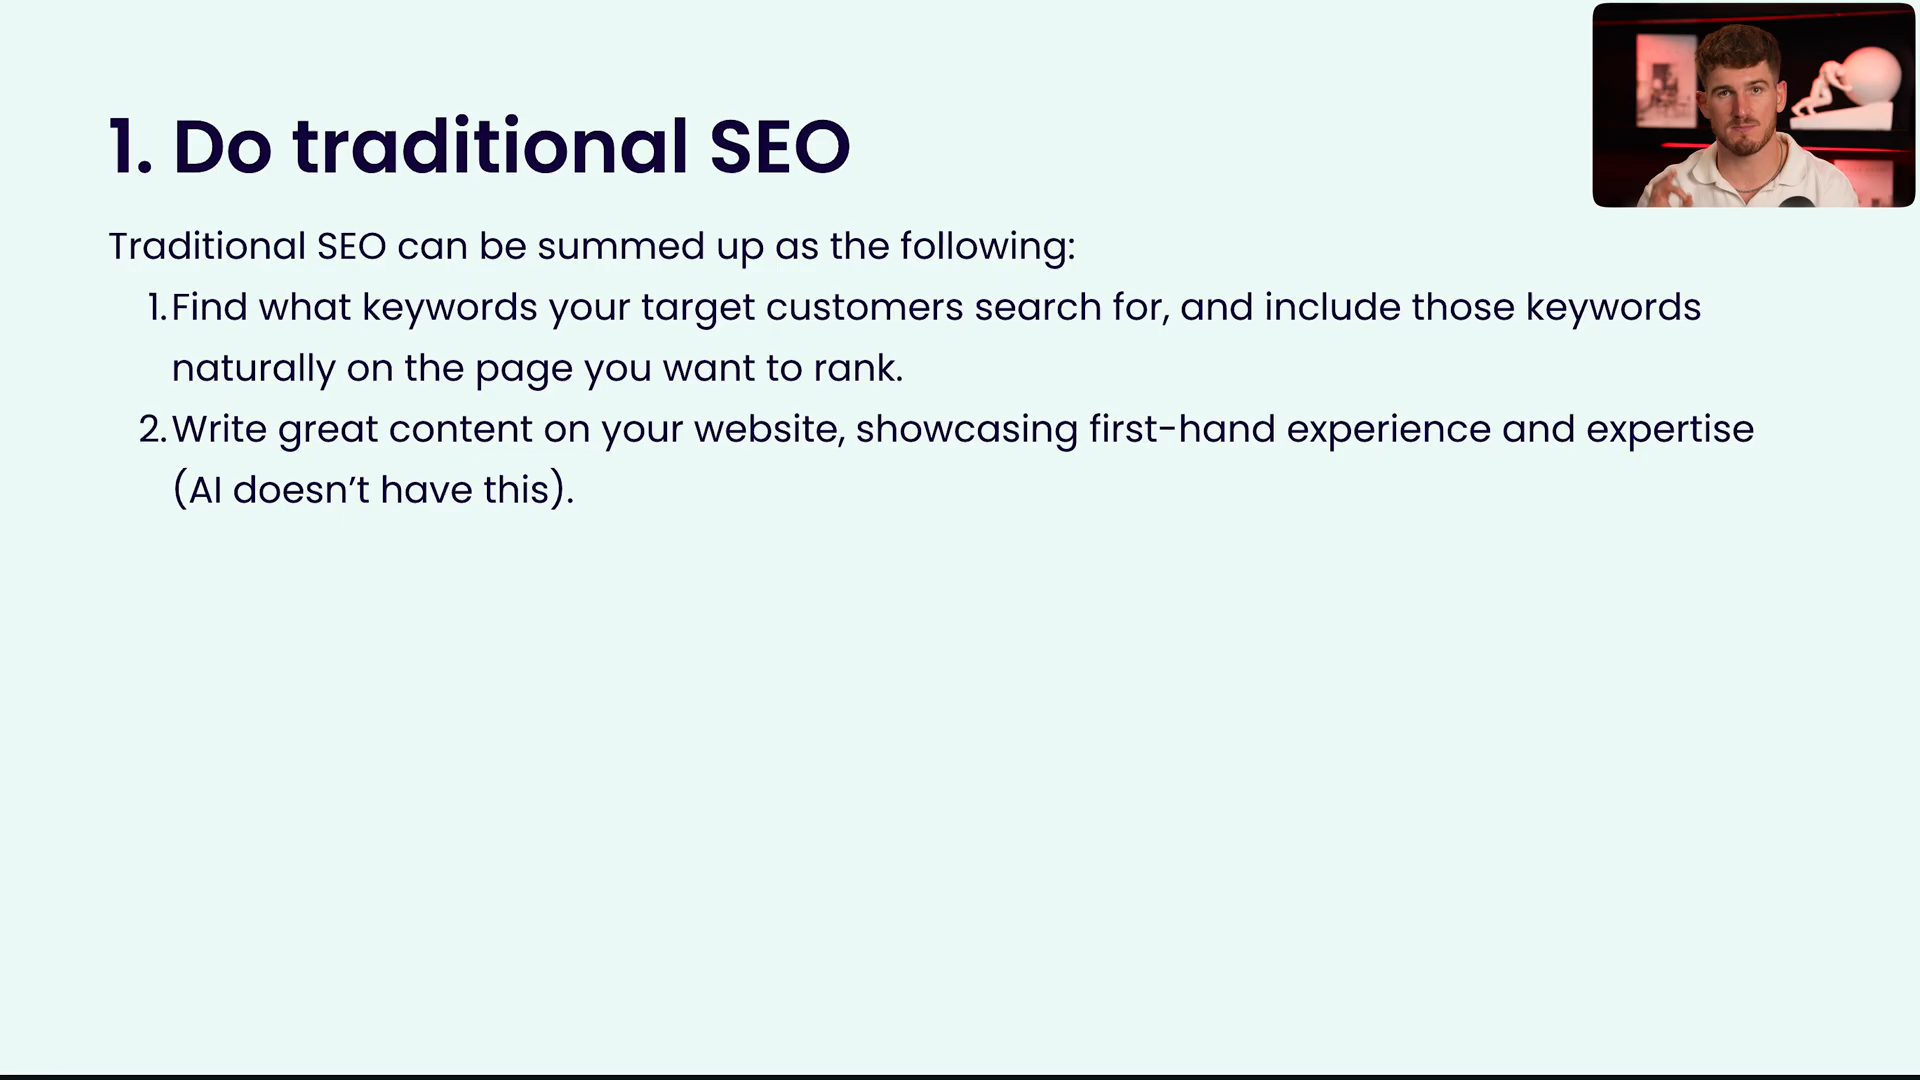 1. Do traditional SEO
Traditional SEO can be summed up as the following:
1. Find what keywords your target customers search for, and include those keywords
naturally on the page you want to rank.
2. Write great content on your website, showcasing first-hand experience and expertise
(AI doesn’t have this).